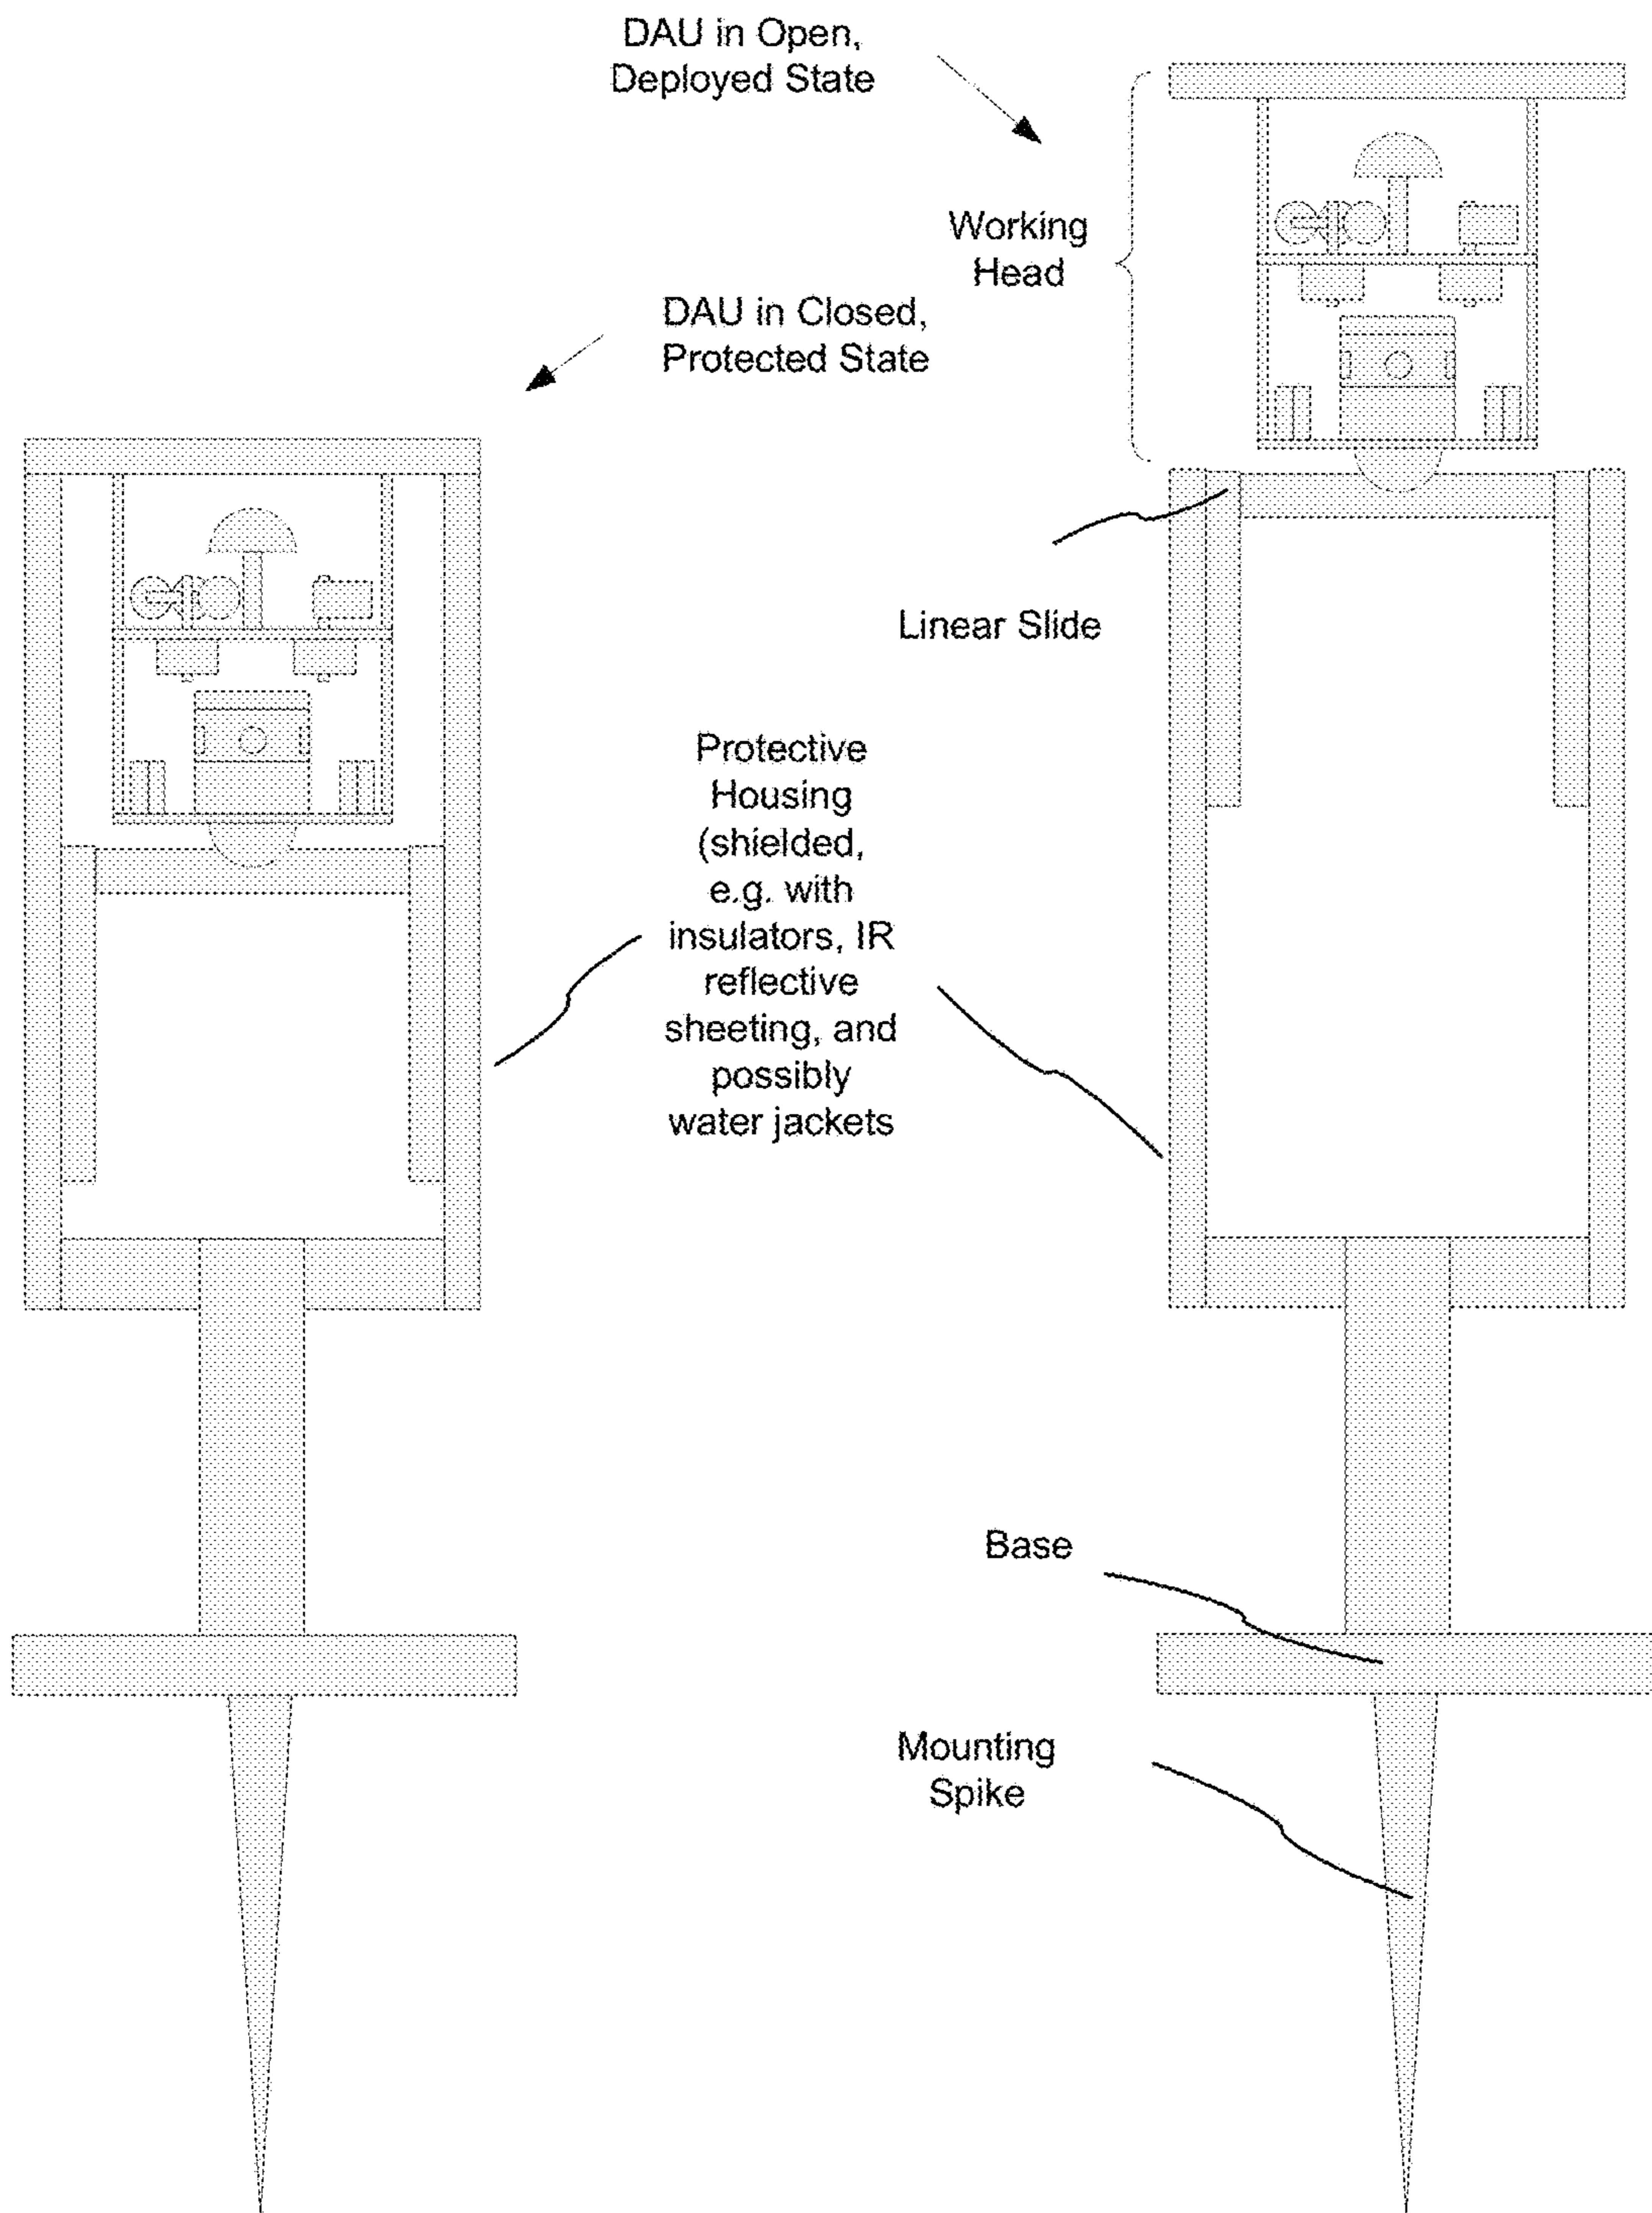 DAU in Open,
Deployed State
Working
Head
DAU in Closed,
Protected State
Linear Slide
Protective
Housing
(shielded,
e.g. with
insulators, IR
reflective
sheeting, and
possibly
water jackets
Base
Mounting
Spike